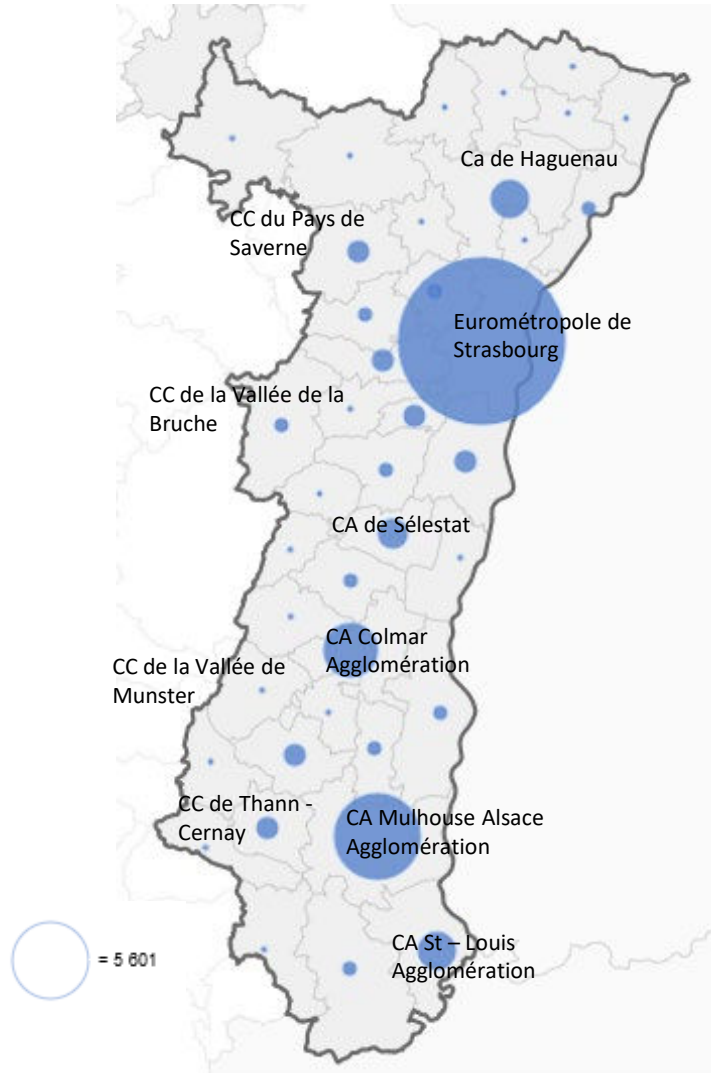 Ca de Haguenau
CC du Pays de
Saverne
Eurométropole de
Strasbourg
CC de la Vallée de la
Bruche
CA de Sélestat
CA Colmar
Agglomération
CC de la Vallée de
Munster
CC de Thann -
Cernay
CA Mulhouse Alsace
Agglomération
CA St – Louis
Agglomération
= 5 601